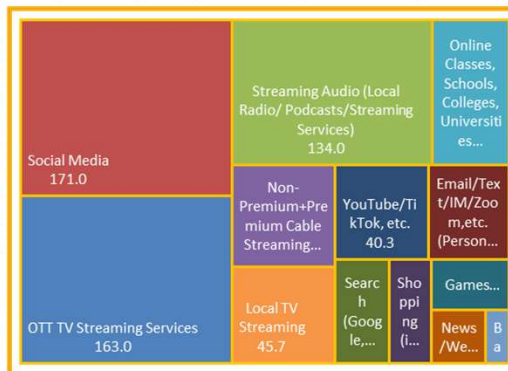 Social Media
171.0
OTT TV Streaming Services
163.0
Streaming Audio (Local
Radio/ Podcasts/Streaming
Services)
134.0
Online
Classes,
Schools,
Colleges,
Universiti
es...
Non-
Premium+Pre
mium Cable
Streaming...
Local TV
Streaming
45.7
YouTube/Ti
kTok, etc.
40.3
Email/Tex
t/IM/Zoo
m,etc.
(Person...
Searc
h
(Goog
le,...
Sho
ppi
ng
(i...
Games...
News
/We...
B
a